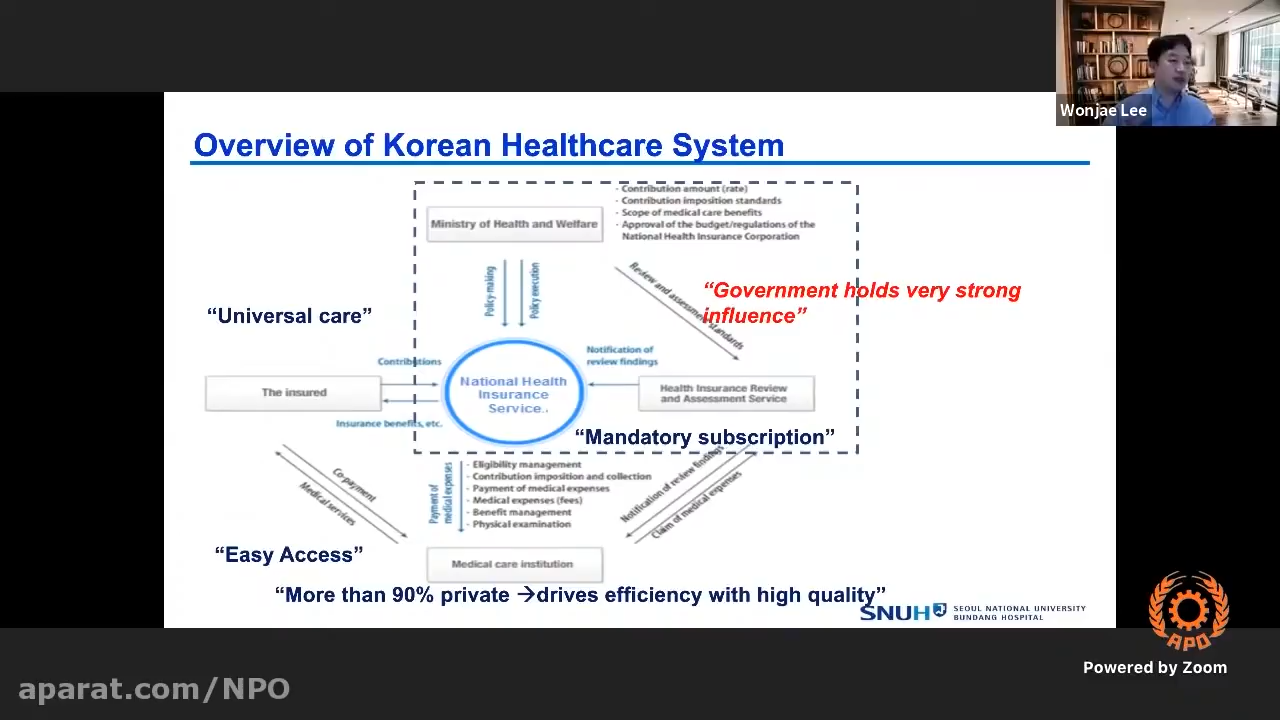 Wonjae Lee
Overview of Korean Healthcare System
Ministry of Health and Welfare
- Contribution amount (rate)
- Contribution imposition standards
- Scope of medical care benefits
- Approval of the budget/regulations of the
National Health Insurance Corporation
Policy-making
Policy execution
Review and assessment standards
“Government holds very strong
influence”
“Universal care”
Contributions
Notification of
review findings
The insured
National Health
Insurance
Service..
Health Insurance Review
and Assessment Service
Insurance benefits, etc.
“Mandatory subscription”
Co-payment
Medical services
Payment of
medical expenses
- Eligibility management
- Contribution imposition and collection
- Payment of medical expenses
- Medical expenses (fees)
- Benefit management
- Physical examination
Notification of review findings
Claim of medical expenses
“Easy Access”
Medical care institution
“More than 90% private →drives efficiency with high quality”
SNUH
SEOUL NATIONAL UNIVERSITY
BUNDANG HOSPITAL
APO
Powered by Zoom
aparat.com/NPO